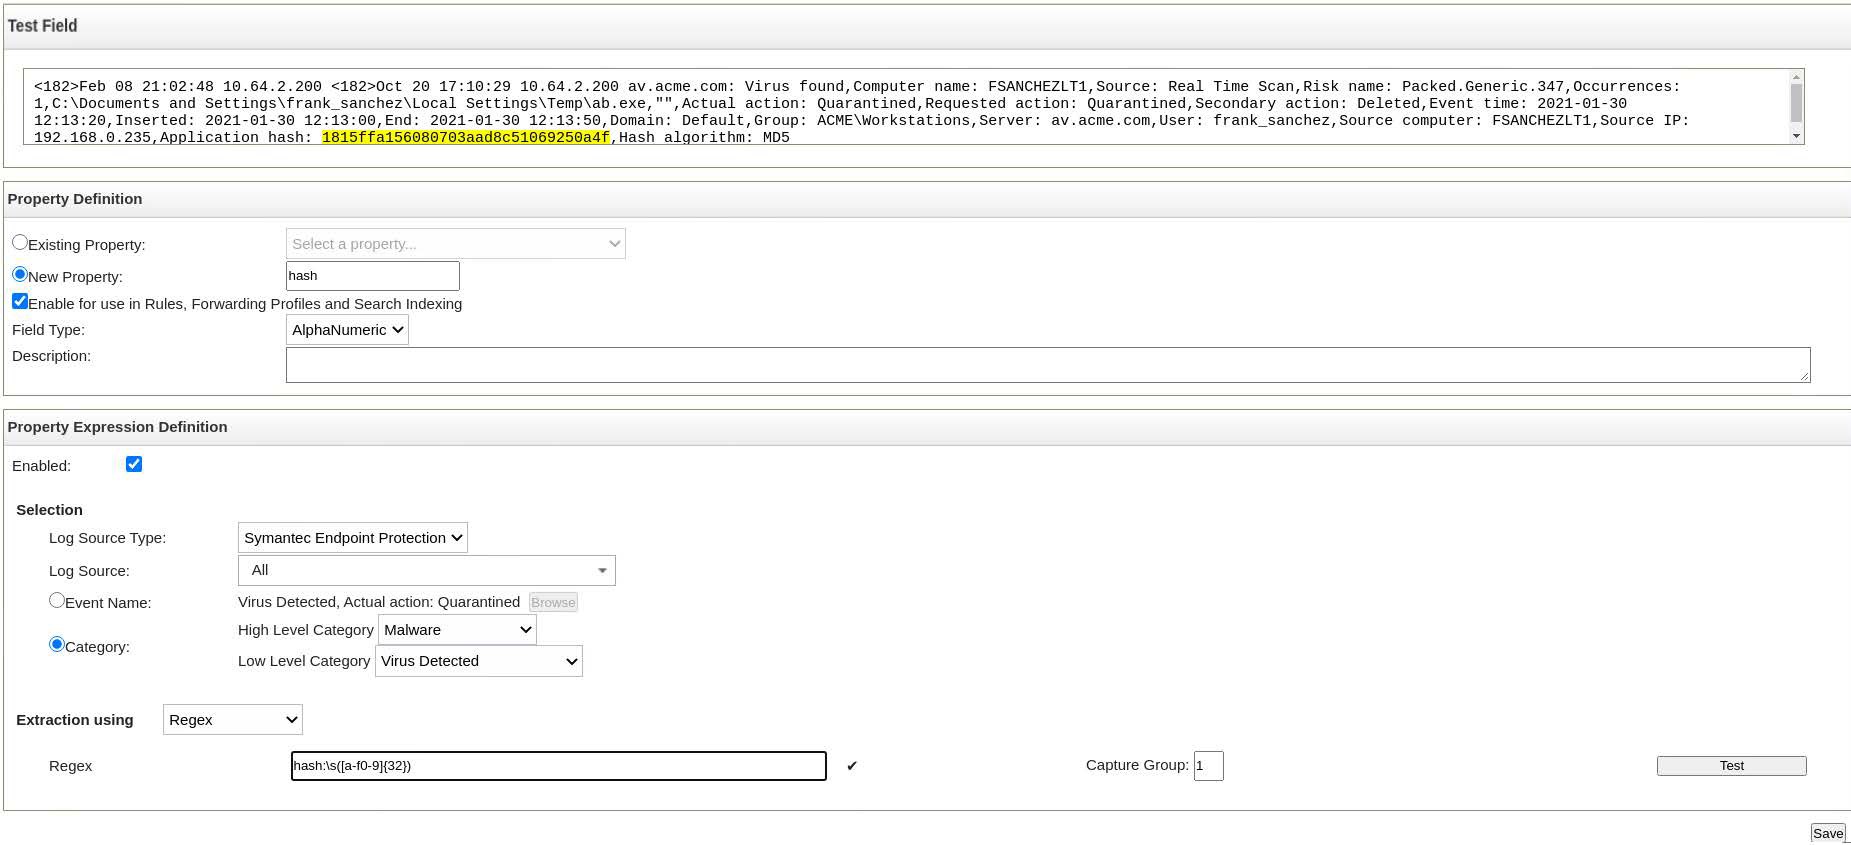 Test Field
<182>Feb 08 21:02:48 10.64.2.200 <182>Oct 20 17:10:29 10.64.2.200 av.acme.com: Virus found,Computer name: FSANCHEZLT1,Source: Real Time Scan,Risk name: Packed.Generic.347,Occurrences:
1,C:\Documents and Settings\frank_sanchez\Local Settings\Temp\ab.exe,"",Actual action: Quarantined,Requested action: Quarantined,Secondary action: Deleted,Event time: 2021-01-30
12:13:20,Inserted: 2021-01-30 12:13:00,End: 2021-01-30 12:13:50,Domain: Default,Group: ACME\Workstations,Server: av.acme.com,User: frank_sanchez,Source computer: FSANCHEZLT1,Source IP:
192.168.0.235,Application hash: 1815ffa156080703aad8c51069250a4f,Hash algorithm: MD5
Property Definition
Existing Property: Select a property...
New Property: hash
Enable for use in Rules, Forwarding Profiles and Search Indexing
Field Type: AlphaNumeric
Description:
Property Expression Definition
Enabled:
Selection
Log Source Type: Symantec Endpoint Protection
Log Source: All
Event Name: Virus Detected, Actual action: Quarantined Browse
High Level Category Malware
Category:
Low Level Category Virus Detected
Extraction using Regex
Regex hash:\s([a-f0-9]{32}) ✔ Capture Group: 1 Test
Save